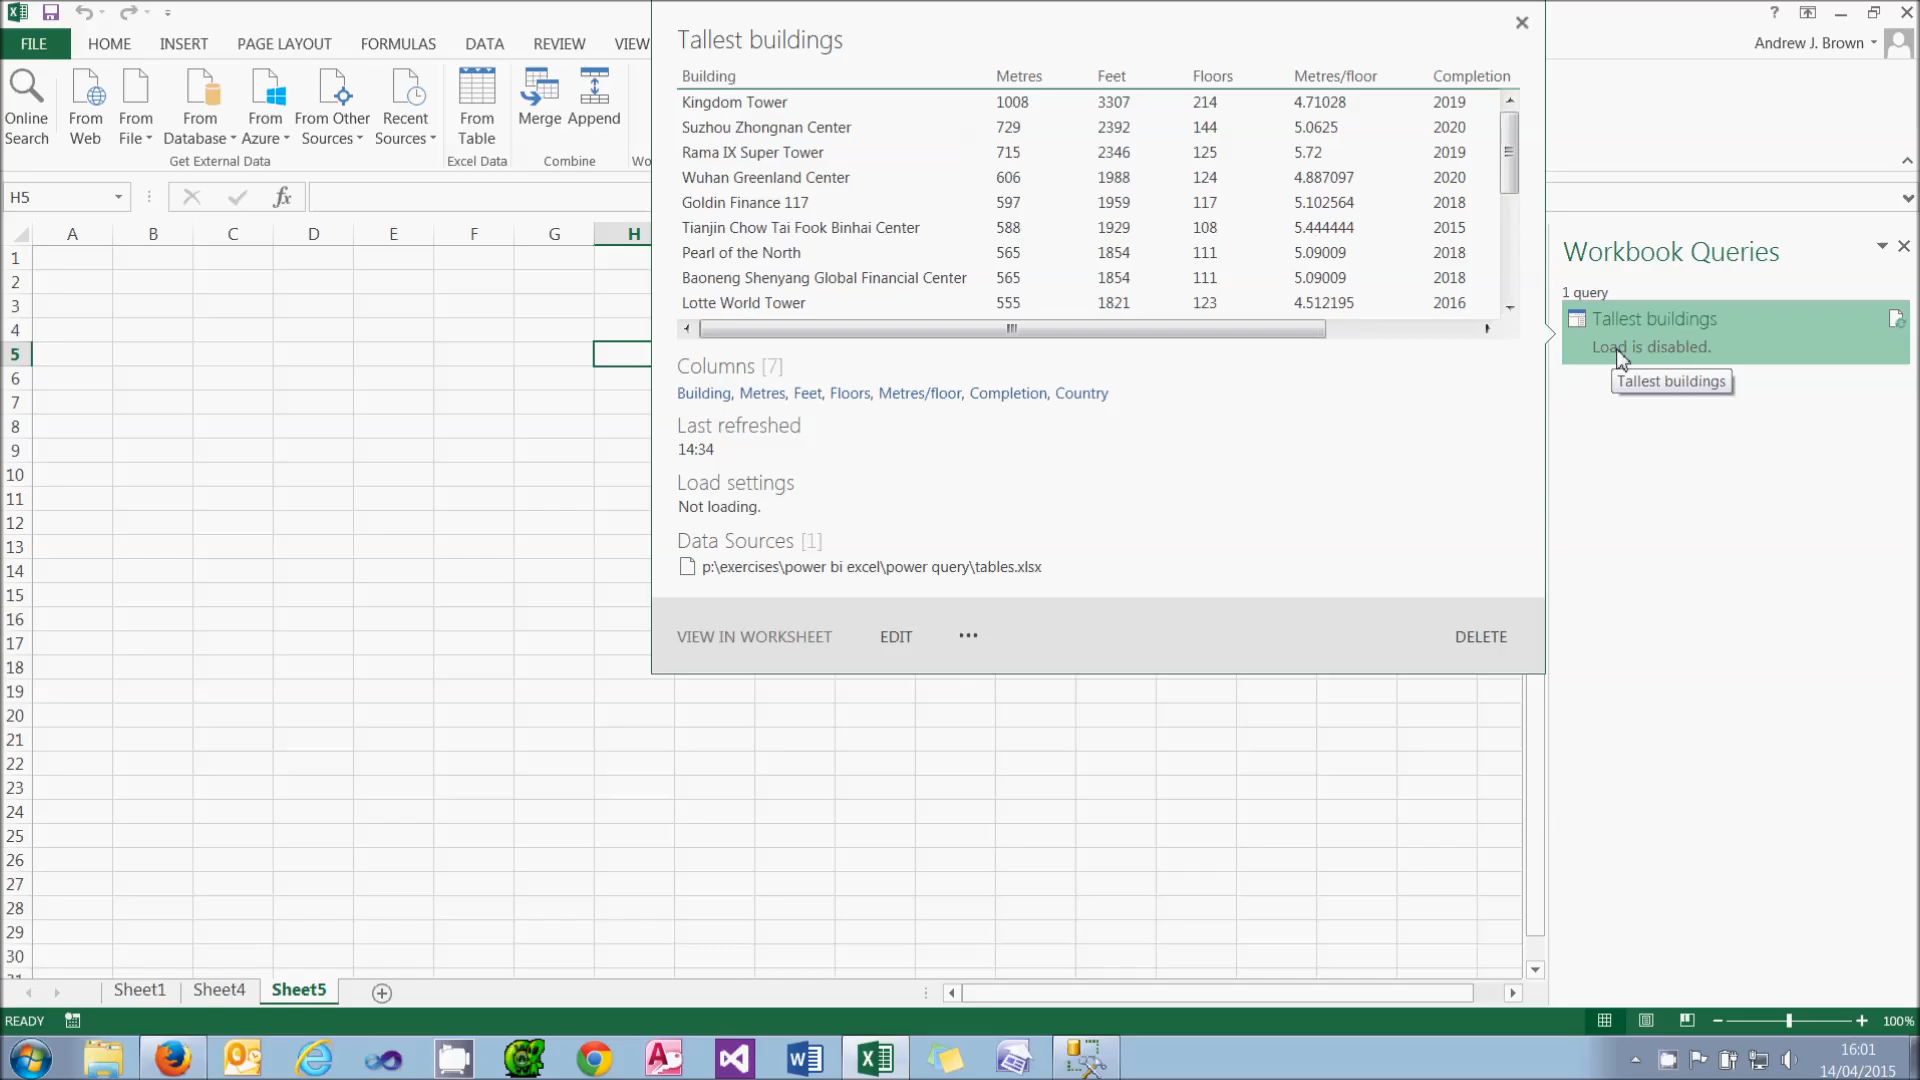 Andrew J. Brown
FILE HOME INSERT PAGE LAYOUT FORMULAS DATA REVIEW VIEW
Online Search
From Web
From File
From Database
From Azure
From Other Sources
Recent Sources
From Table
Merge
Append
Get External Data
Excel Data
Combine
Wo
H5
fx
A B C D E F G H
1
2
3
4
5
6
7
8
9
10
11
12
13
14
15
16
17
18
19
20
21
22
23
24
25
26
27
28
29
30
Tallest buildings
Building Metres Feet Floors Metres/floor Completion
Kingdom Tower 1008 3307 214 4.71028 2019
Suzhou Zhongnan Center 729 2392 144 5.0625 2020
Rama IX Super Tower 715 2346 125 5.72 2019
Wuhan Greenland Center 606 1988 124 4.887097 2020
Goldin Finance 117 597 1959 117 5.102564 2018
Tianjin Chow Tai Fook Binhai Center 588 1929 108 5.444444 2015
Pearl of the North 565 1854 111 5.09009 2018
Baoneng Shenyang Global Financial Center 565 1854 111 5.09009 2018
Lotte World Tower 555 1821 123 4.512195 2016
Columns [7]
Building, Metres, Feet, Floors, Metres/floor, Completion, Country
Last refreshed
14:34
Load settings
Not loading.
Data Sources [1]
p:\exercises\power bi excel\power query\tables.xlsx
VIEW IN WORKSHEET EDIT ••• DELETE
Workbook Queries
1 query
Tallest buildings
Load is disabled.
Tallest buildings
Sheet1 Sheet4 Sheet5
READY
100%
16:01
14/04/2015